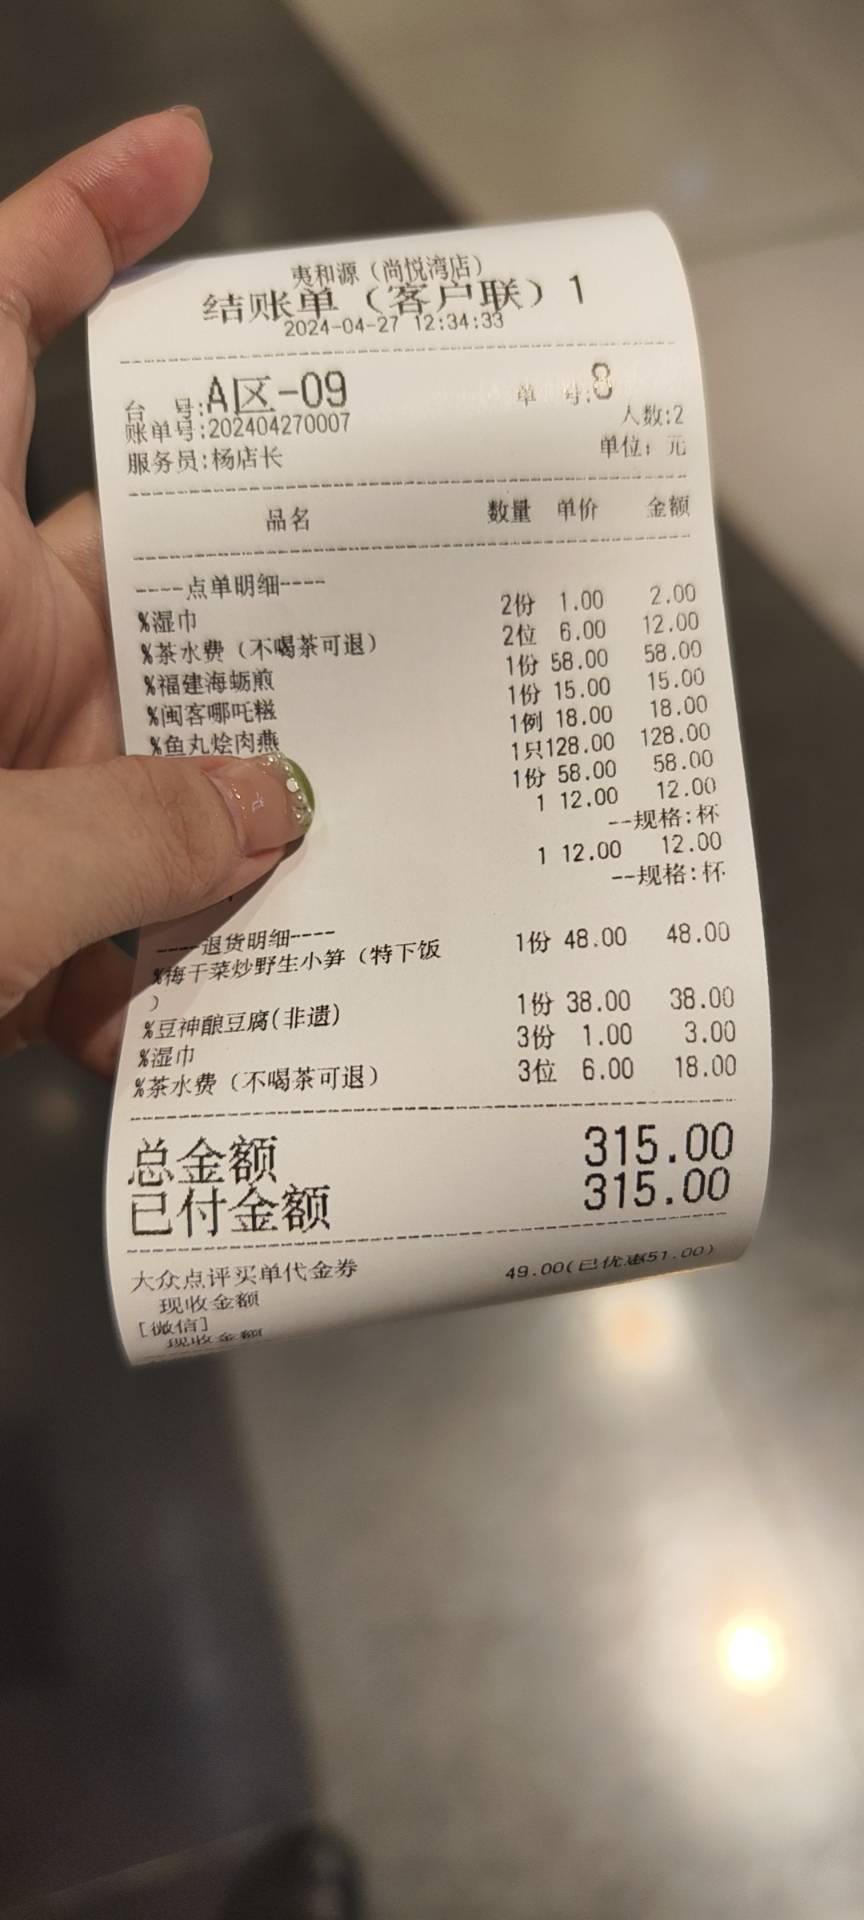 夷和源（尚悦湾店）
结账单（客户联）1
2024-04-27 12:34:33
台 号:A区-09 单 号:8
账单号:202404270007 人数:2
服务员:杨店长 单位：元
品名 数量 单价 金额
----点单明细----
%湿巾 2份 1.00 2.00
%茶水费（不喝茶可退） 2位 6.00 12.00
%福建海蛎煎 1份 58.00 58.00
%闽客哪吒糍 1份 15.00 15.00
%鱼丸烩肉燕 1例 18.00 18.00
1只 128.00 128.00
1份 58.00 58.00
1 12.00 12.00
--规格:杯
1 12.00 12.00
--规格:杯
----退货明细----
%梅干菜炒野生小笋（特下饭 1份 48.00 48.00
）
%豆神酿豆腐(非遗) 1份 38.00 38.00
%湿巾 3份 1.00 3.00
%茶水费（不喝茶可退） 3位 6.00 18.00
总金额 315.00
已付金额 315.00
大众点评买单代金券
现收金额 49.00(已优惠51.00)
[微信]
现收金额